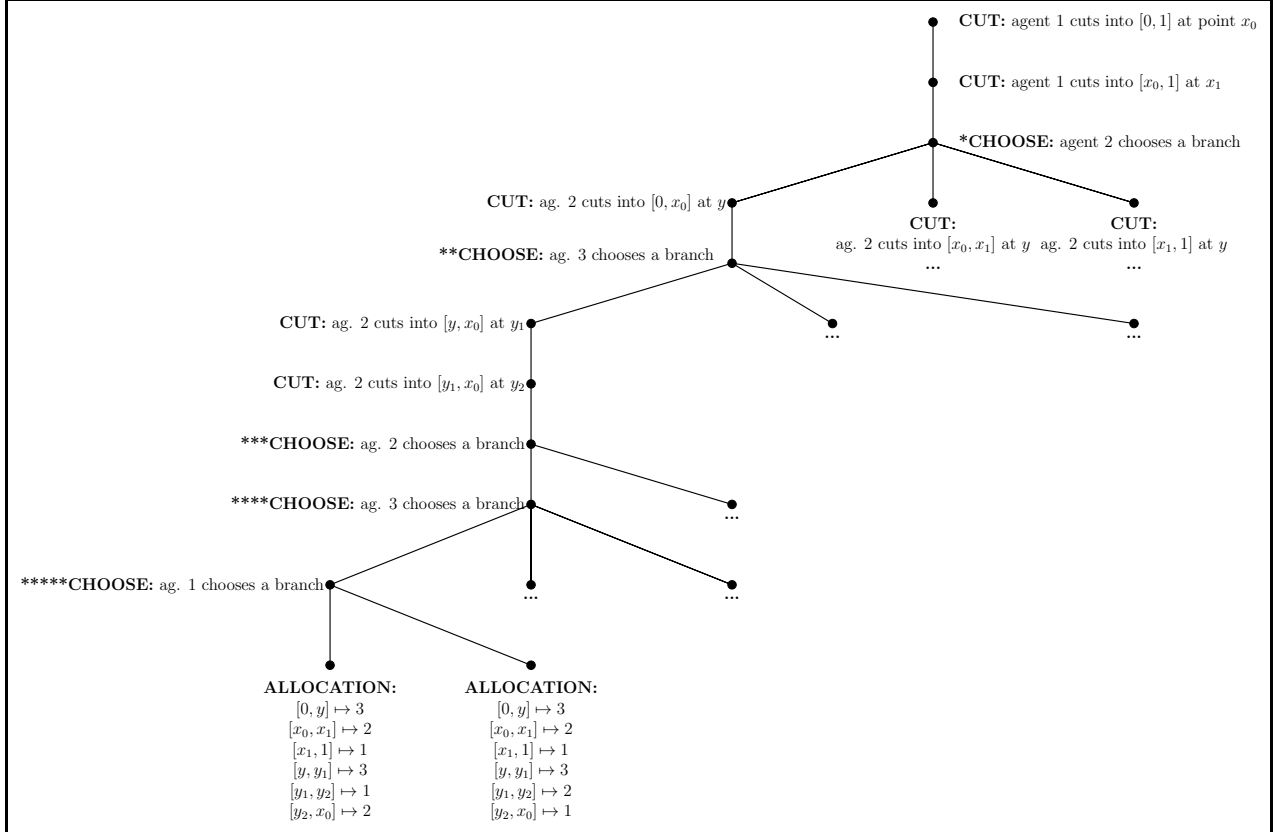 CUT: agent 1 cuts into [0, 1] at point x₀
CUT: agent 1 cuts into [x₀, 1] at x₁
*CHOOSE: agent 2 chooses a branch
CUT: ag. 2 cuts into [0, x₀] at y
CUT:
ag. 2 cuts into [x₀, x₁] at y
...
CUT:
ag. 2 cuts into [x₁, 1] at y
...
**CHOOSE: ag. 3 chooses a branch
CUT: ag. 2 cuts into [y, x₀] at y₁
...
...
CUT: ag. 2 cuts into [y₁, x₀] at y₂
***CHOOSE: ag. 2 chooses a branch
****CHOOSE: ag. 3 chooses a branch
...
*****CHOOSE: ag. 1 chooses a branch
...
...
ALLOCATION:
[0, y] ↦ 3
[x₀, x₁] ↦ 2
[x₁, 1] ↦ 1
[y, y₁] ↦ 3
[y₁, y₂] ↦ 1
[y₂, x₀] ↦ 2
ALLOCATION:
[0, y] ↦ 3
[x₀, x₁] ↦ 2
[x₁, 1] ↦ 1
[y, y₁] ↦ 3
[y₁, y₂] ↦ 2
[y₂, x₀] ↦ 1